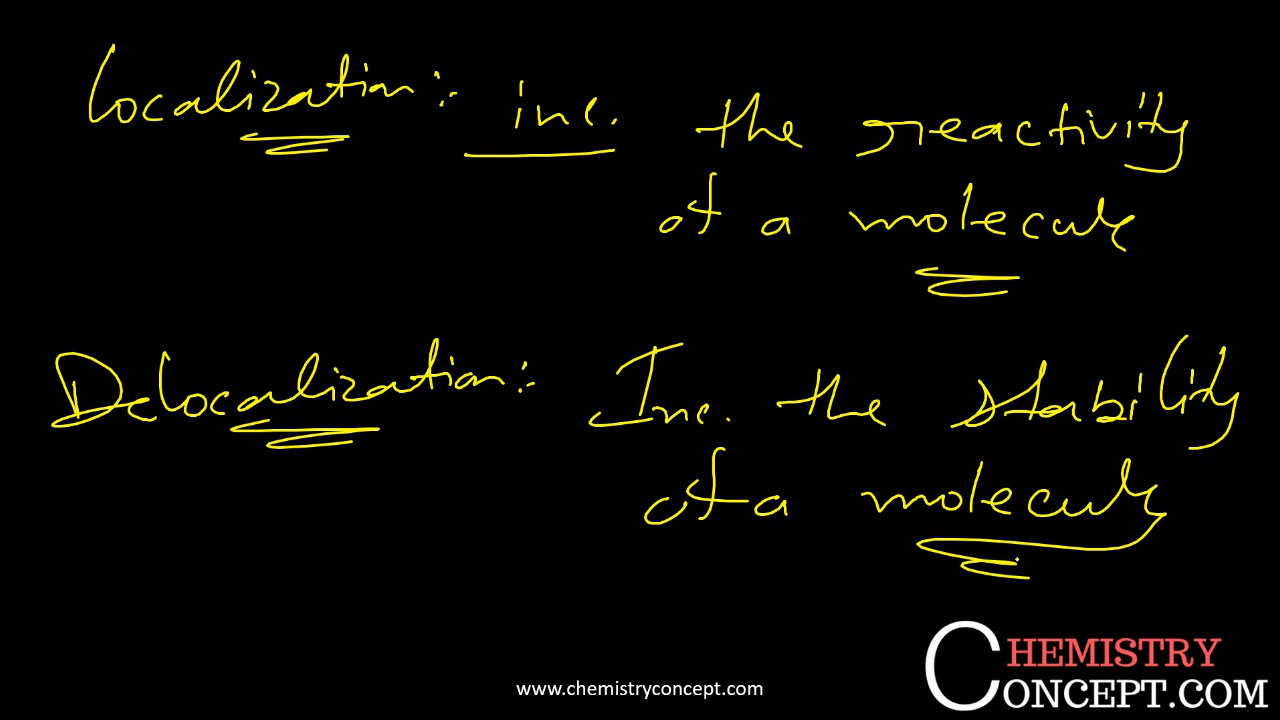 Localization:- inc. the reactivity
of a molecule
Delocalization:- Inc. the stability
of a molecule
www.chemistryconcept.com
CHEMISTRY
CONCEPT.COM